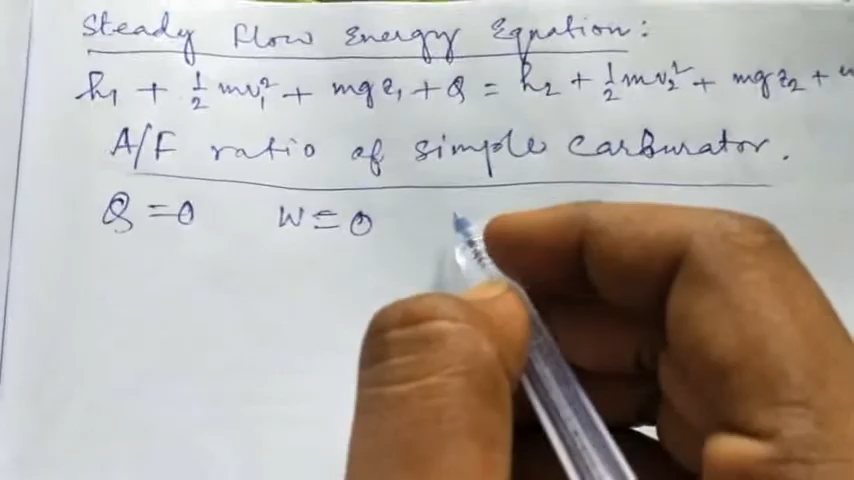 Steady Flow Energy Equation:
h₁ + ½mv₁² + mgz₁ + Q = h₂ + ½mv₂² + mgz₂ +
A/F ratio of simple carburator.
Q = 0 W = 0